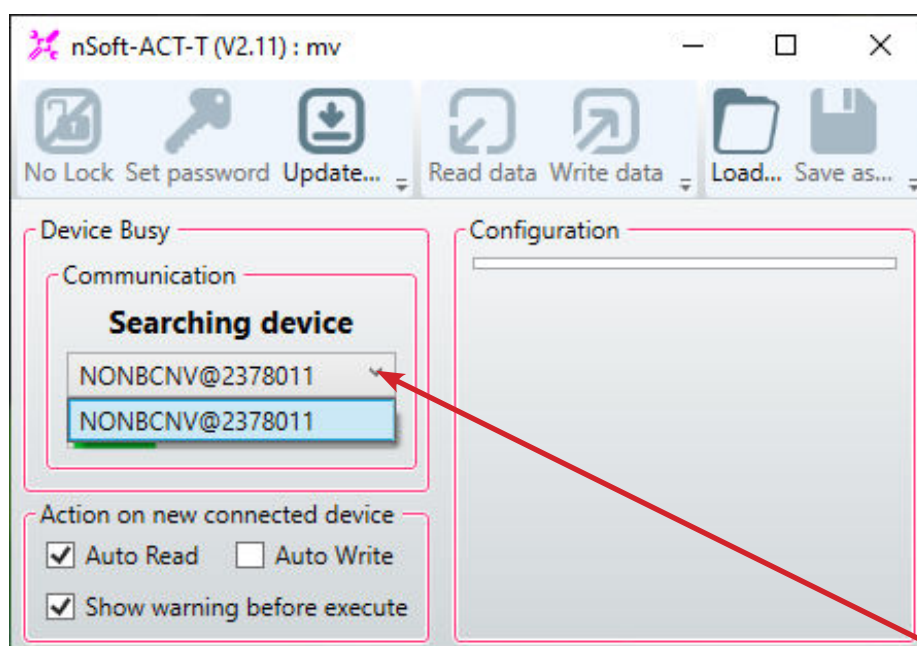 nSoft-ACT-T (V2.11) : mv
No Lock Set password Update... Read data Write data Load... Save as...
Device Busy
Communication
Searching device
NONBCNV@2378011
NONBCNV@2378011
Action on new connected device
Auto Read Auto Write
Show warning before execute
Configuration